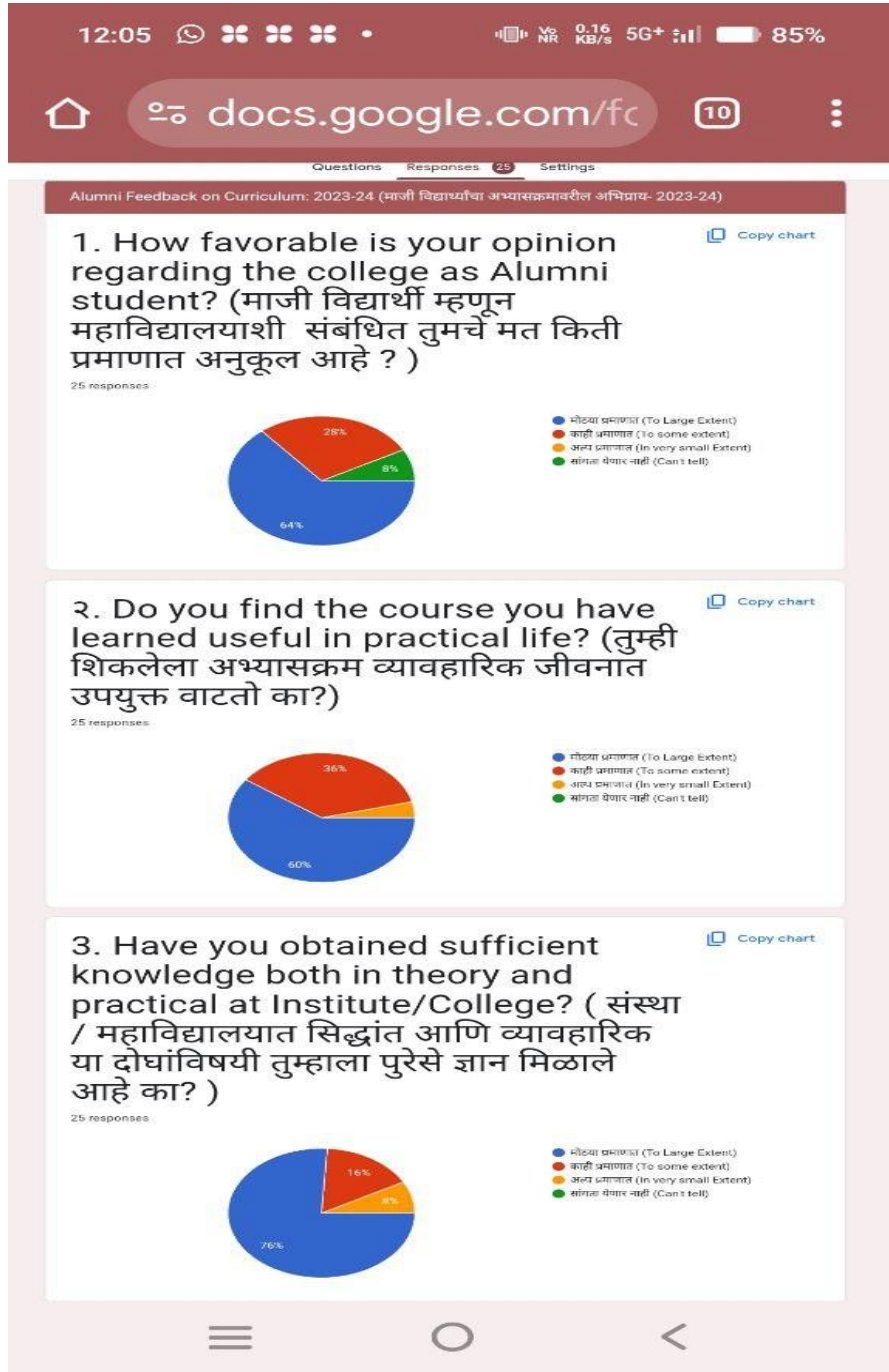 12:05
Vo NR 0.16 KB/s 5G+ 85%
docs.google.com/fo
10
Questions Responses 25 Settings
Alumni Feedback on Curriculum: 2023-24 (माजी विद्यार्थ्यांचा अभ्यासक्रमावरील अभिप्राय- 2023-24)
1. How favorable is your opinion
regarding the college as Alumni
student? (माजी विद्यार्थी म्हणून
महाविद्यालयाशी संबंधित तुमचे मत किती
प्रमाणात अनुकूल आहे ? )
Copy chart
25 responses
28%
8%
64%
मोठ्या प्रमाणात (To Large Extent)
काही प्रमाणात (To some extent)
अल्प प्रमाणात (In very small Extent)
सांगता येणार नाही (Can't tell)
२. Do you find the course you have
learned useful in practical life? (तुम्ही
शिकलेला अभ्यासक्रम व्यावहारिक जीवनात
उपयुक्त वाटतो का?)
Copy chart
25 responses
36%
60%
मोठ्या प्रमाणात (To Large Extent)
काही प्रमाणात (To some extent)
अल्प प्रमाणात (In very small Extent)
सांगता येणार नाही (Can't tell)
3. Have you obtained sufficient
knowledge both in theory and
practical at Institute/College? ( संस्था
/ महाविद्यालयात सिद्धांत आणि व्यावहारिक
या दोघांविषयी तुम्हाला पुरेसे ज्ञान मिळाले
आहे का? )
Copy chart
25 responses
16%
8%
76%
मोठ्या प्रमाणात (To Large Extent)
काही प्रमाणात (To some extent)
अल्प प्रमाणात (In very small Extent)
सांगता येणार नाही (Can't tell)